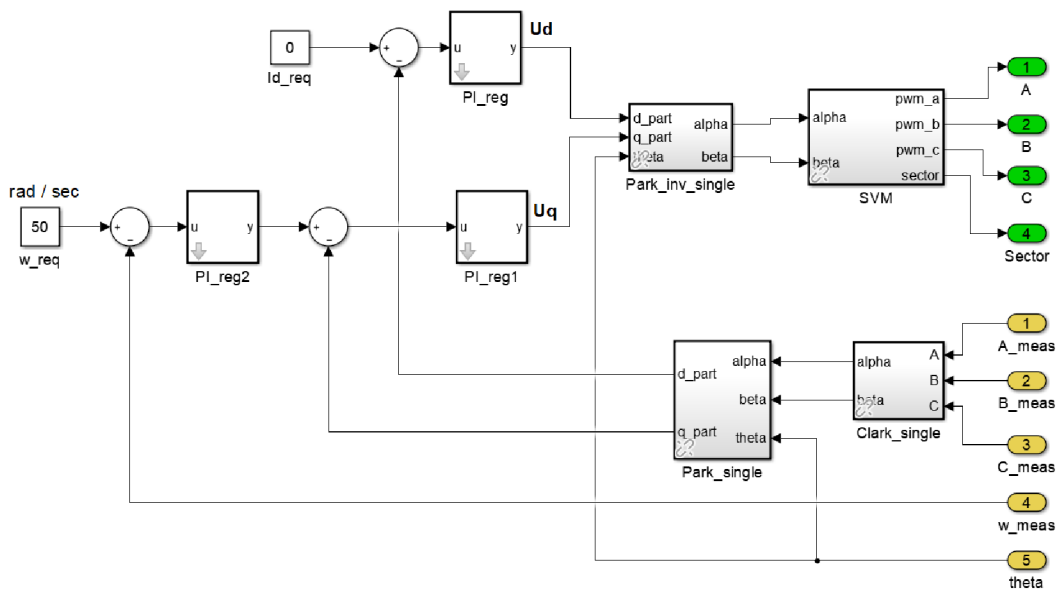 Ud
0
+
−
u
y
Id_req
PI_reg
1
A
d_part
q_part
alpha
beta
Park_inv_single
alpha
beta
pwm_a
pwm_b
pwm_c
sector
SVM
2
B
3
C
4
Sector
rad / sec
50
w_req
+
−
u
y
PI_reg2
+
−
u
y
PI_reg1
Uq
d_part
q_part
alpha
beta
theta
Park_single
alpha
beta
A
B
C
Clark_single
1
A_meas
2
B_meas
3
C_meas
4
w_meas
5
theta